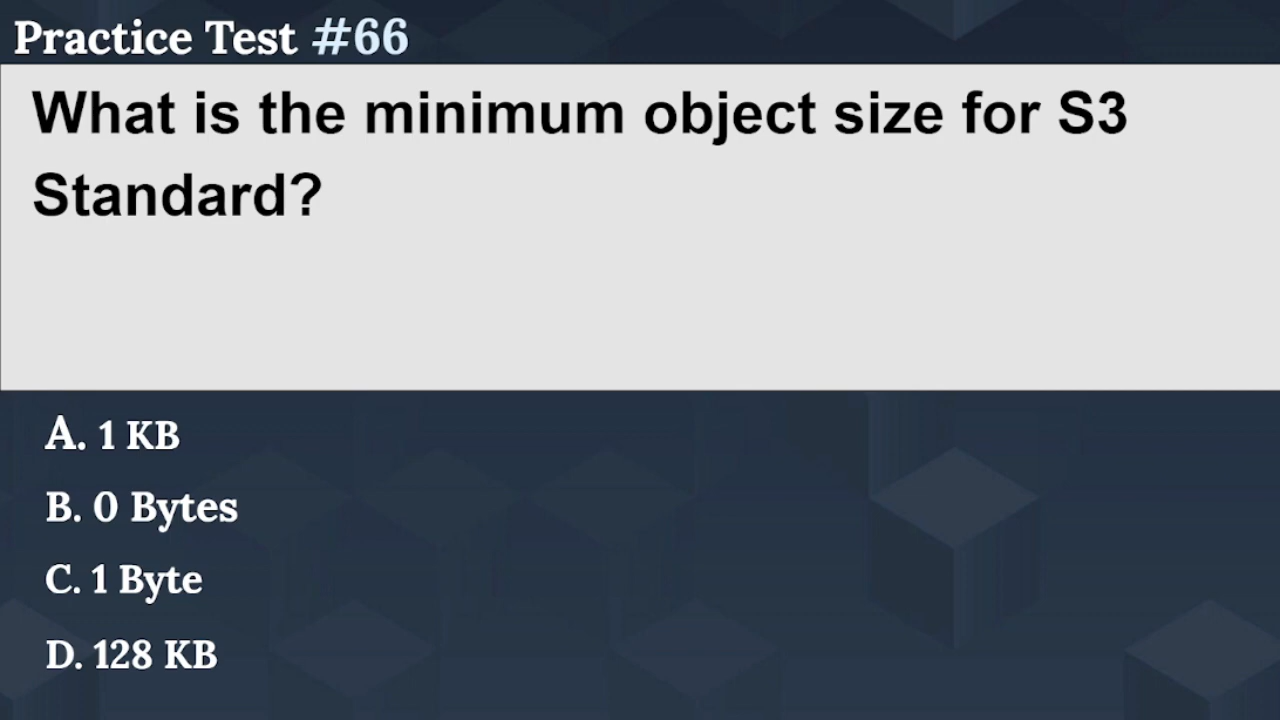 Practice Test #66
What is the minimum object size for S3
Standard?
A. 1 KB
B. 0 Bytes
C. 1 Byte
D. 128 KB